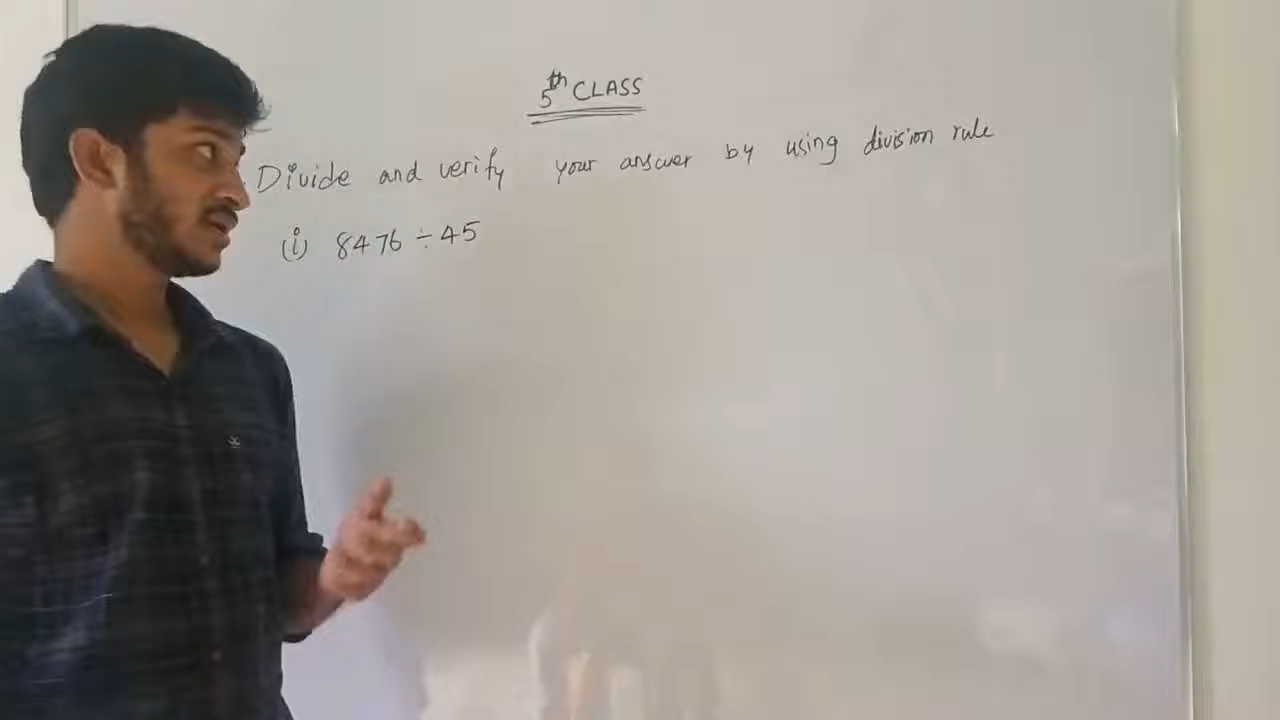 5th CLASS
Divide and verify your answer by using division rule
(i) 8476 ÷ 45